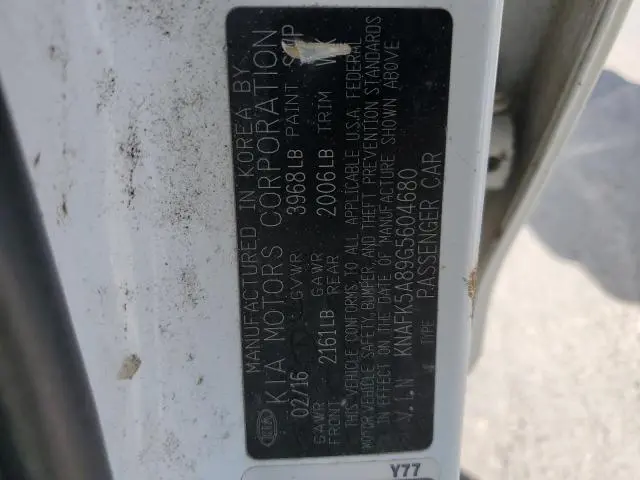 MANUFACTURED IN KOREA BY
KIA KIA MOTORS CORPORATION
02/16 GVWR 3968LB PAINT SWP
GAWR FRONT 2161LB GAWR REAR 2006LB TRIM WK
THIS VEHICLE CONFORMS TO ALL APPLICABLE U.S.A. FEDERAL
MOTOR VEHICLE SAFETY, BUMPER, AND THEFT PREVENTION STANDARDS
IN EFFECT ON THE DATE OF MANUFACTURE SHOWN ABOVE
V.I.N KNAFK5A89G5604680
TYPE PASSENGER CAR
Y77